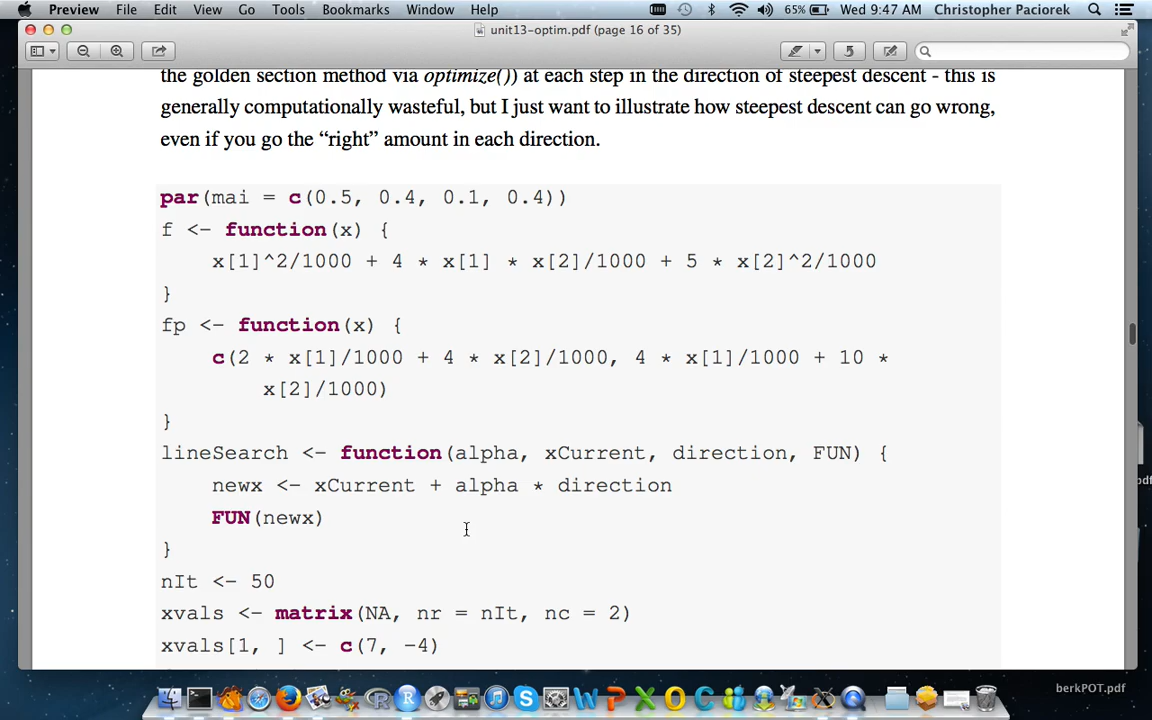 Preview File Edit View Go Tools Bookmarks Window Help 65% Wed 9:47 AM Christopher Paciorek
unit13-optim.pdf (page 16 of 35)
the golden section method via optimize()) at each step in the direction of steepest descent - this is
generally computationally wasteful, but I just want to illustrate how steepest descent can go wrong,
even if you go the “right” amount in each direction.
par(mai = c(0.5, 0.4, 0.1, 0.4))
f <- function(x) {
x[1]^2/1000 + 4 * x[1] * x[2]/1000 + 5 * x[2]^2/1000
}
fp <- function(x) {
c(2 * x[1]/1000 + 4 * x[2]/1000, 4 * x[1]/1000 + 10 *
x[2]/1000)
}
lineSearch <- function(alpha, xCurrent, direction, FUN) {
newx <- xCurrent + alpha * direction
FUN(newx)
}
nIt <- 50
xvals <- matrix(NA, nr = nIt, nc = 2)
xvals[1, ] <- c(7, -4)
berkPOT.pdf